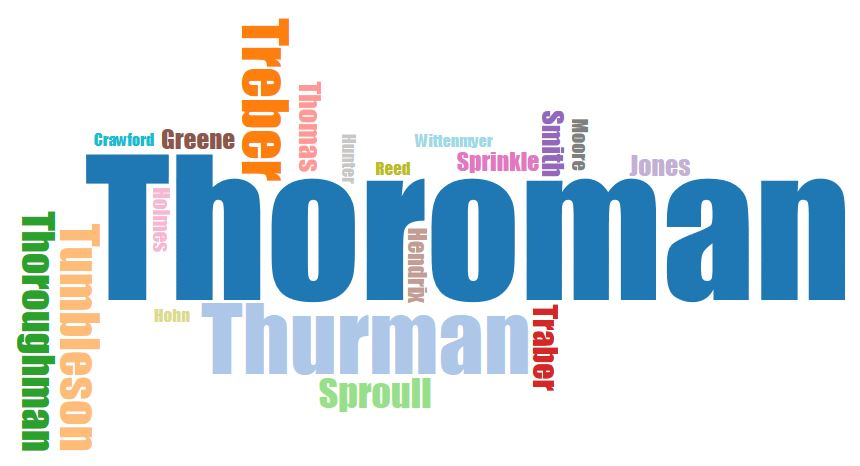 Treber
Thomas
Crawford
Greene
Hunter
Reed
Wittenmyer
Sprinkle
Smith
Moore
Jones
Thoroman
Holmes
Hendrix
Thoroughman
Tumbleson
Hohn
Thurman
Traber
Sproull